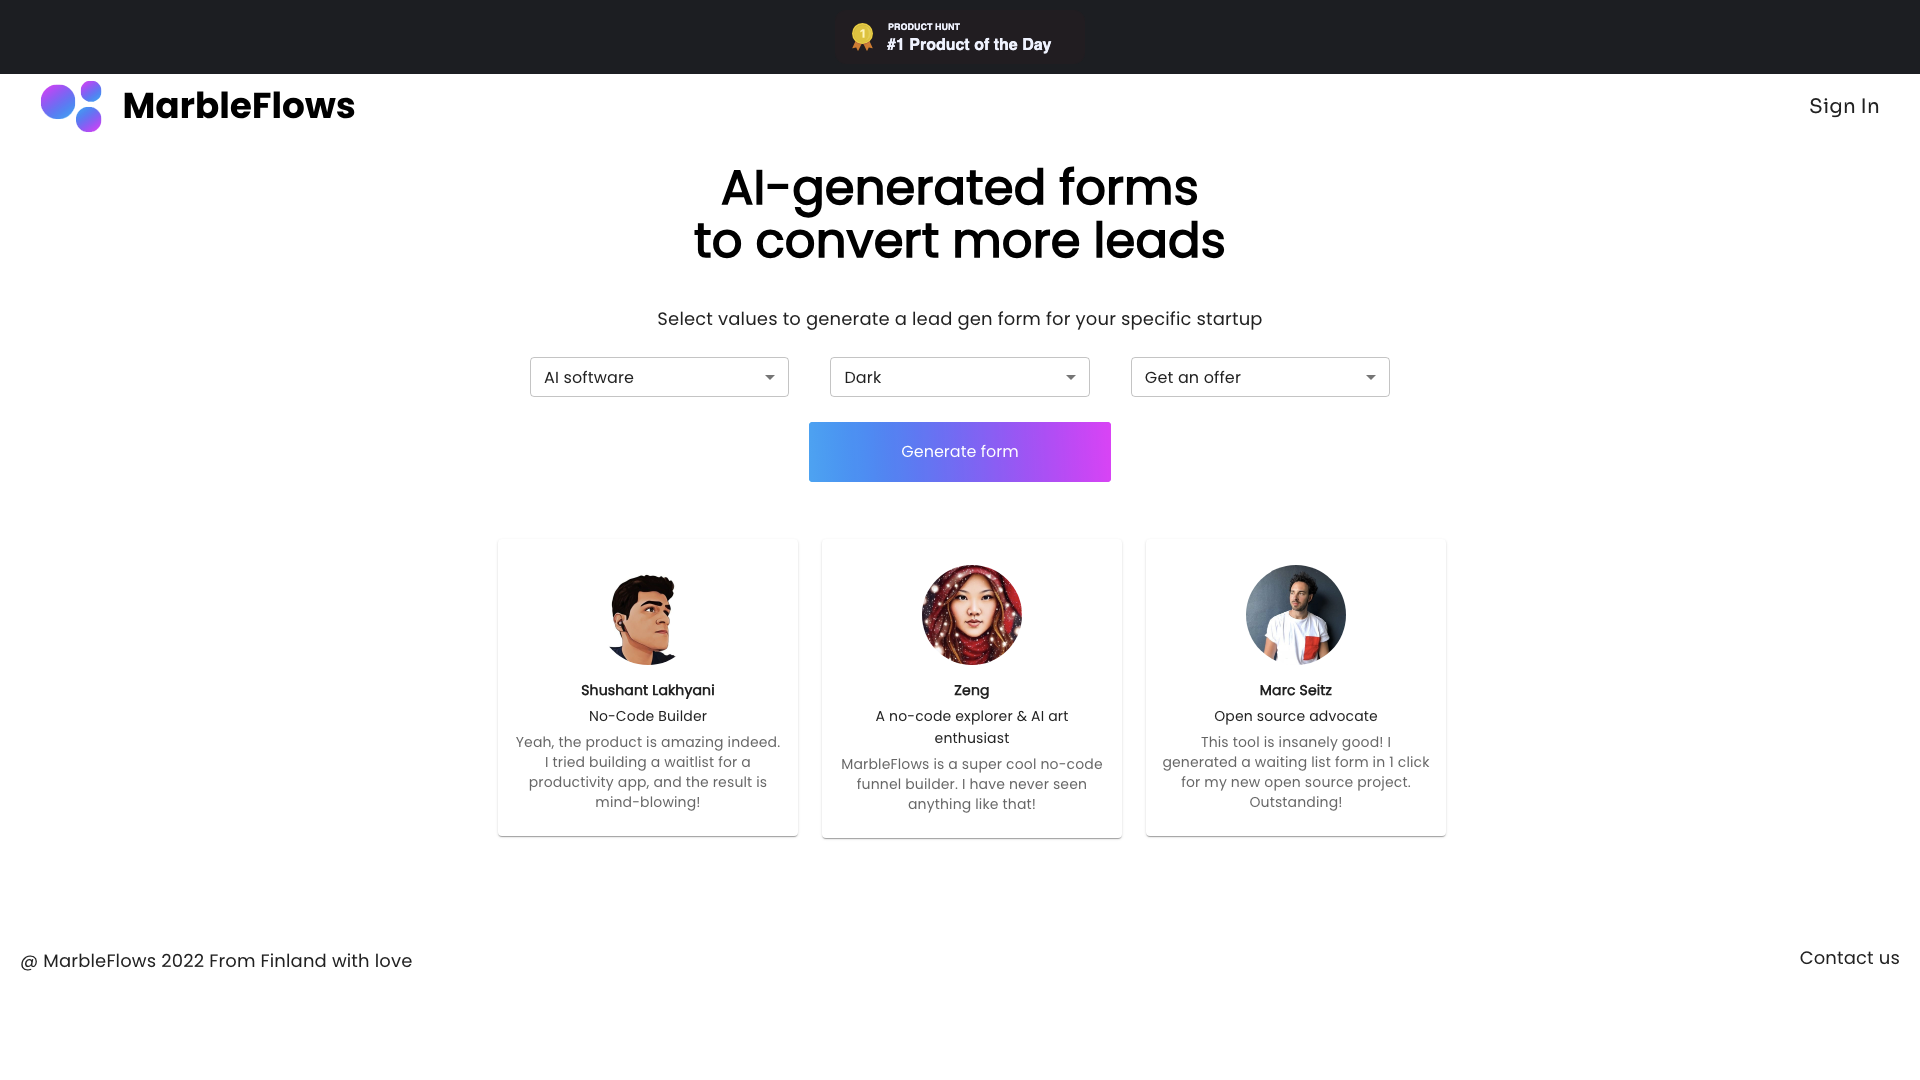 1
PRODUCT HUNT
#1 Product of the Day
MarbleFlows
Sign In
AI-generated forms
to convert more leads
Select values to generate a lead gen form for your specific startup
AI software
Dark
Get an offer
Generate form
Shushant Lakhyani
No-Code Builder
Yeah, the product is amazing indeed.
I tried building a waitlist for a
productivity app, and the result is
mind-blowing!
Zeng
A no-code explorer & AI art
enthusiast
MarbleFlows is a super cool no-code
funnel builder. I have never seen
anything like that!
Marc Seitz
Open source advocate
This tool is insanely good! I
generated a waiting list form in 1 click
for my new open source project.
Outstanding!
@ MarbleFlows 2022 From Finland with love
Contact us